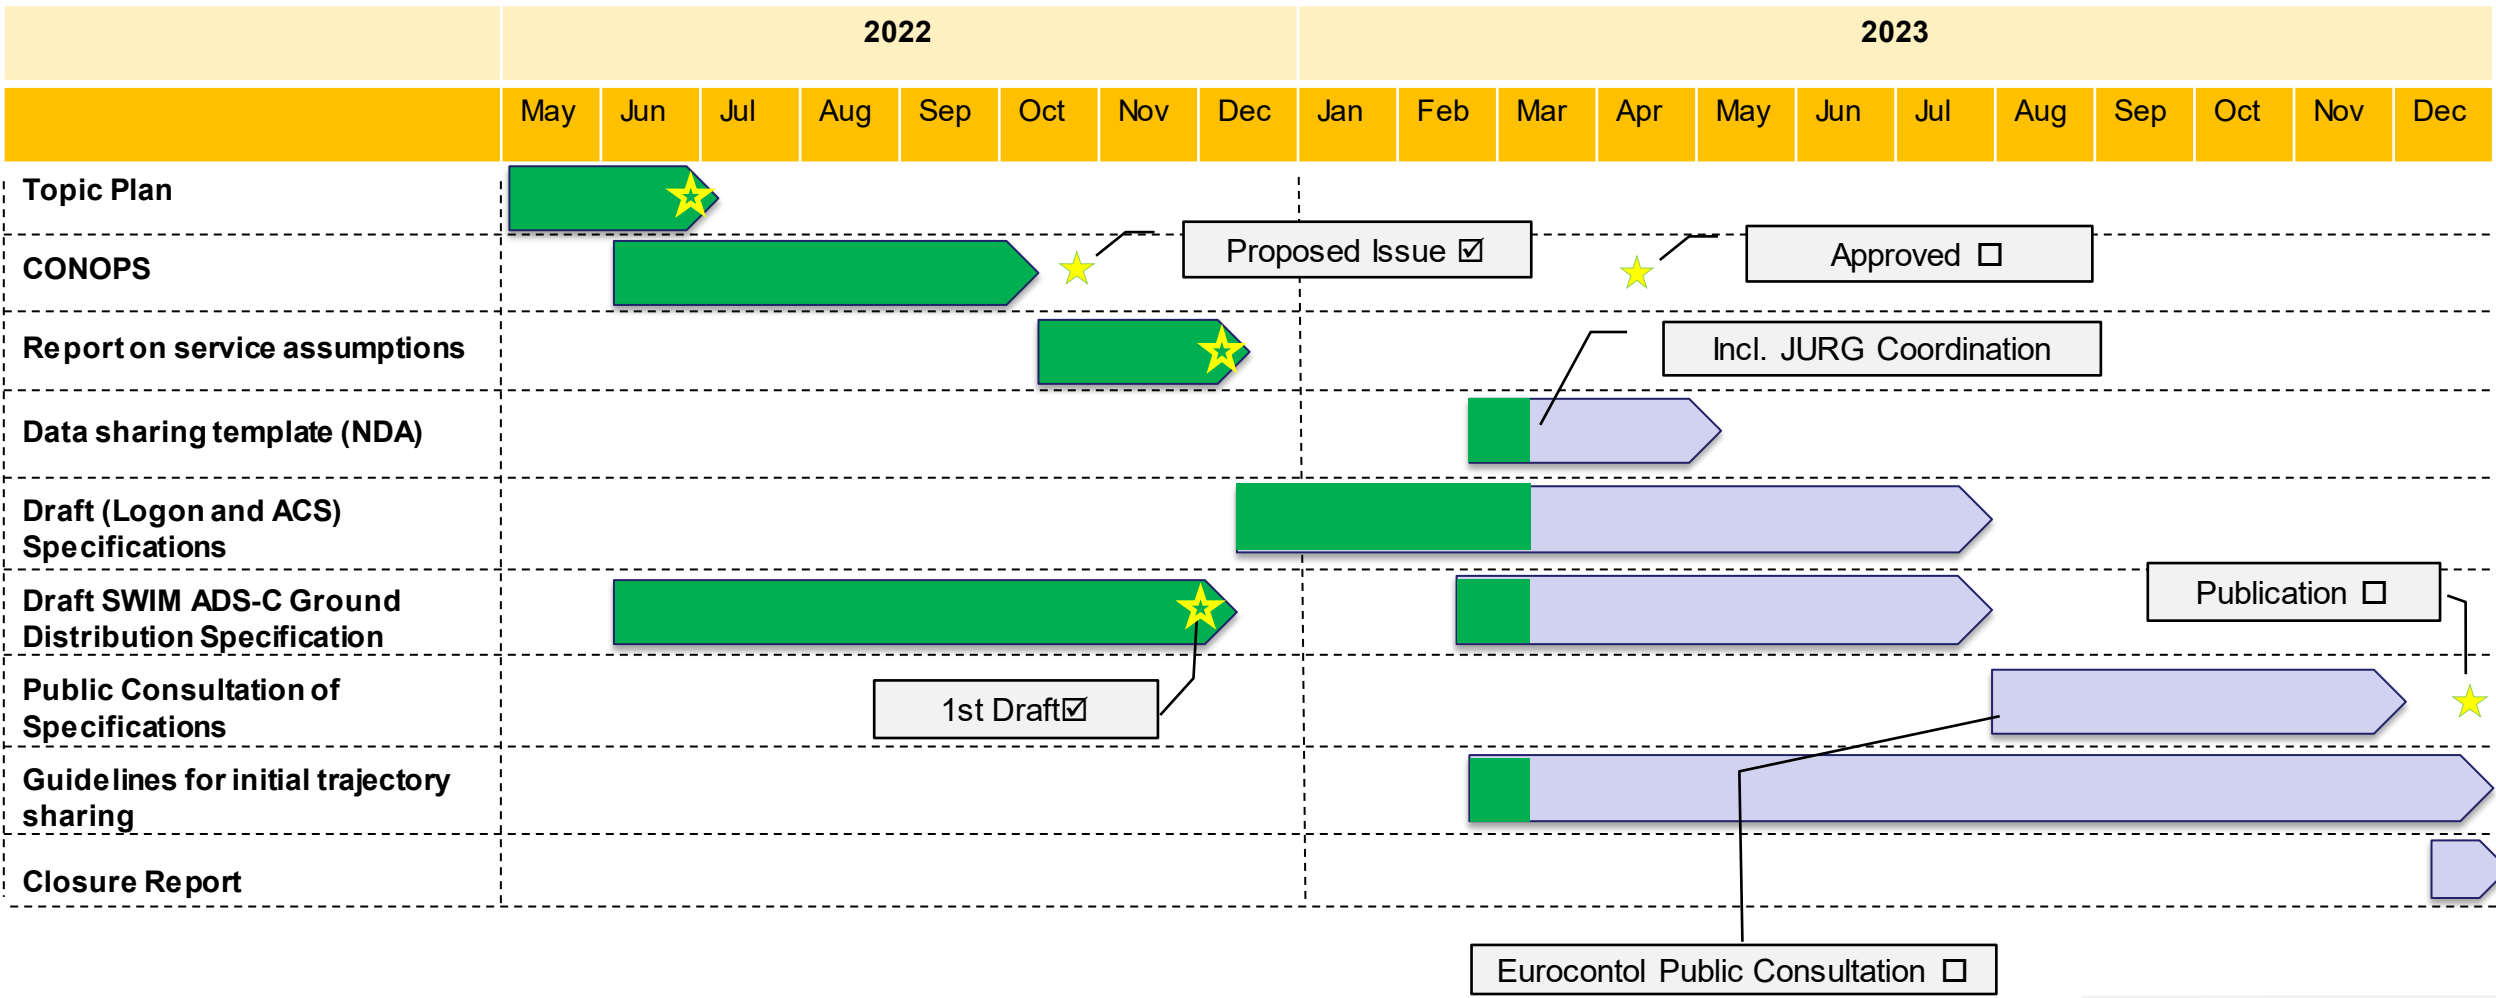 2022
2023
May Jun Jul Aug Sep Oct Nov Dec Jan Feb Mar Apr May Jun Jul Aug Sep Oct Nov Dec
Topic Plan
CONOPS
Proposed Issue ☑
Approved ☐
Report on service assumptions
Incl. JURG Coordination
Data sharing template (NDA)
Draft (Logon and ACS)
Specifications
Draft SWIM ADS-C Ground
Distribution Specification
Publication ☐
Public Consultation of
Specifications
1st Draft☑
Guidelines for initial trajectory
sharing
Closure Report
Eurocontol Public Consultation ☐